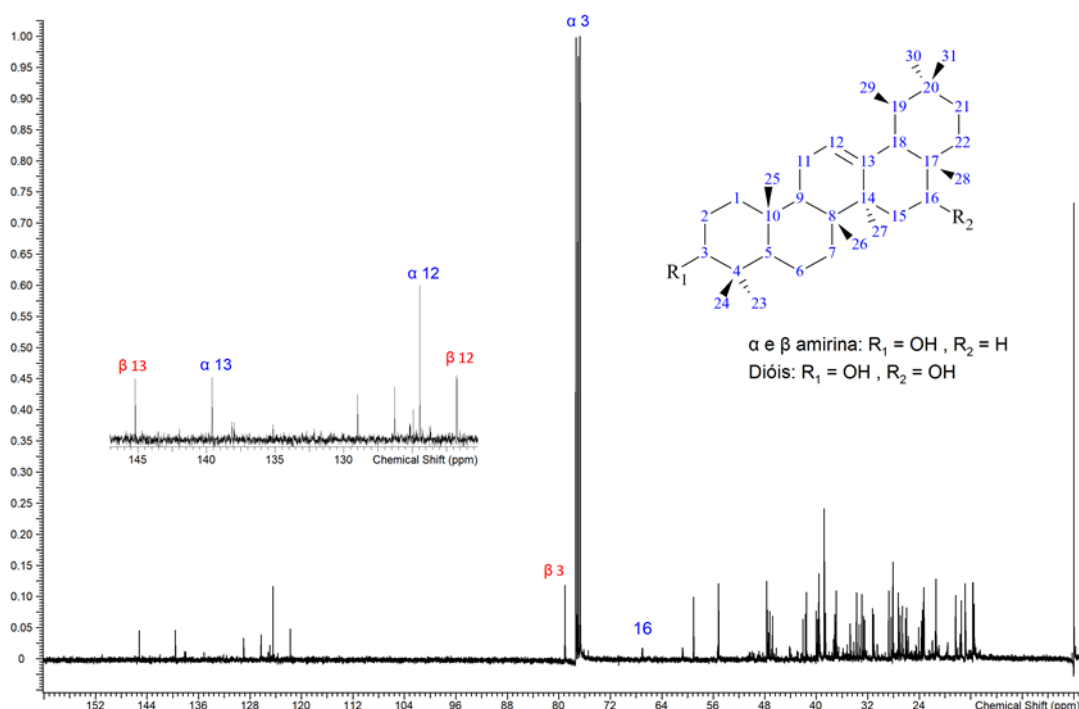 α 3
1.00
0.95
0.90
0.85
0.80
0.75
0.70
0.65
0.60
0.55
0.50
0.45
0.40
0.35
0.30
0.25
0.20
0.15
0.10
0.05
0
30 31
29 20
19 21
12 18 22
11 13 17
25 28
1 9 14 16
2 10 8 15 R2
27
26
3 5 7
R1 4 6
24 23
α e β amirina: R1 = OH , R2 = H
Dióis: R1 = OH , R2 = OH
α 12
β 13 α 13 β 12
145 140 135 130 Chemical Shift (ppm)
β 3
16
152 144 136 128 120 112 104 96 88 80 72 64 56 48 40 32 24 16 8 Chemical Shift (ppm)